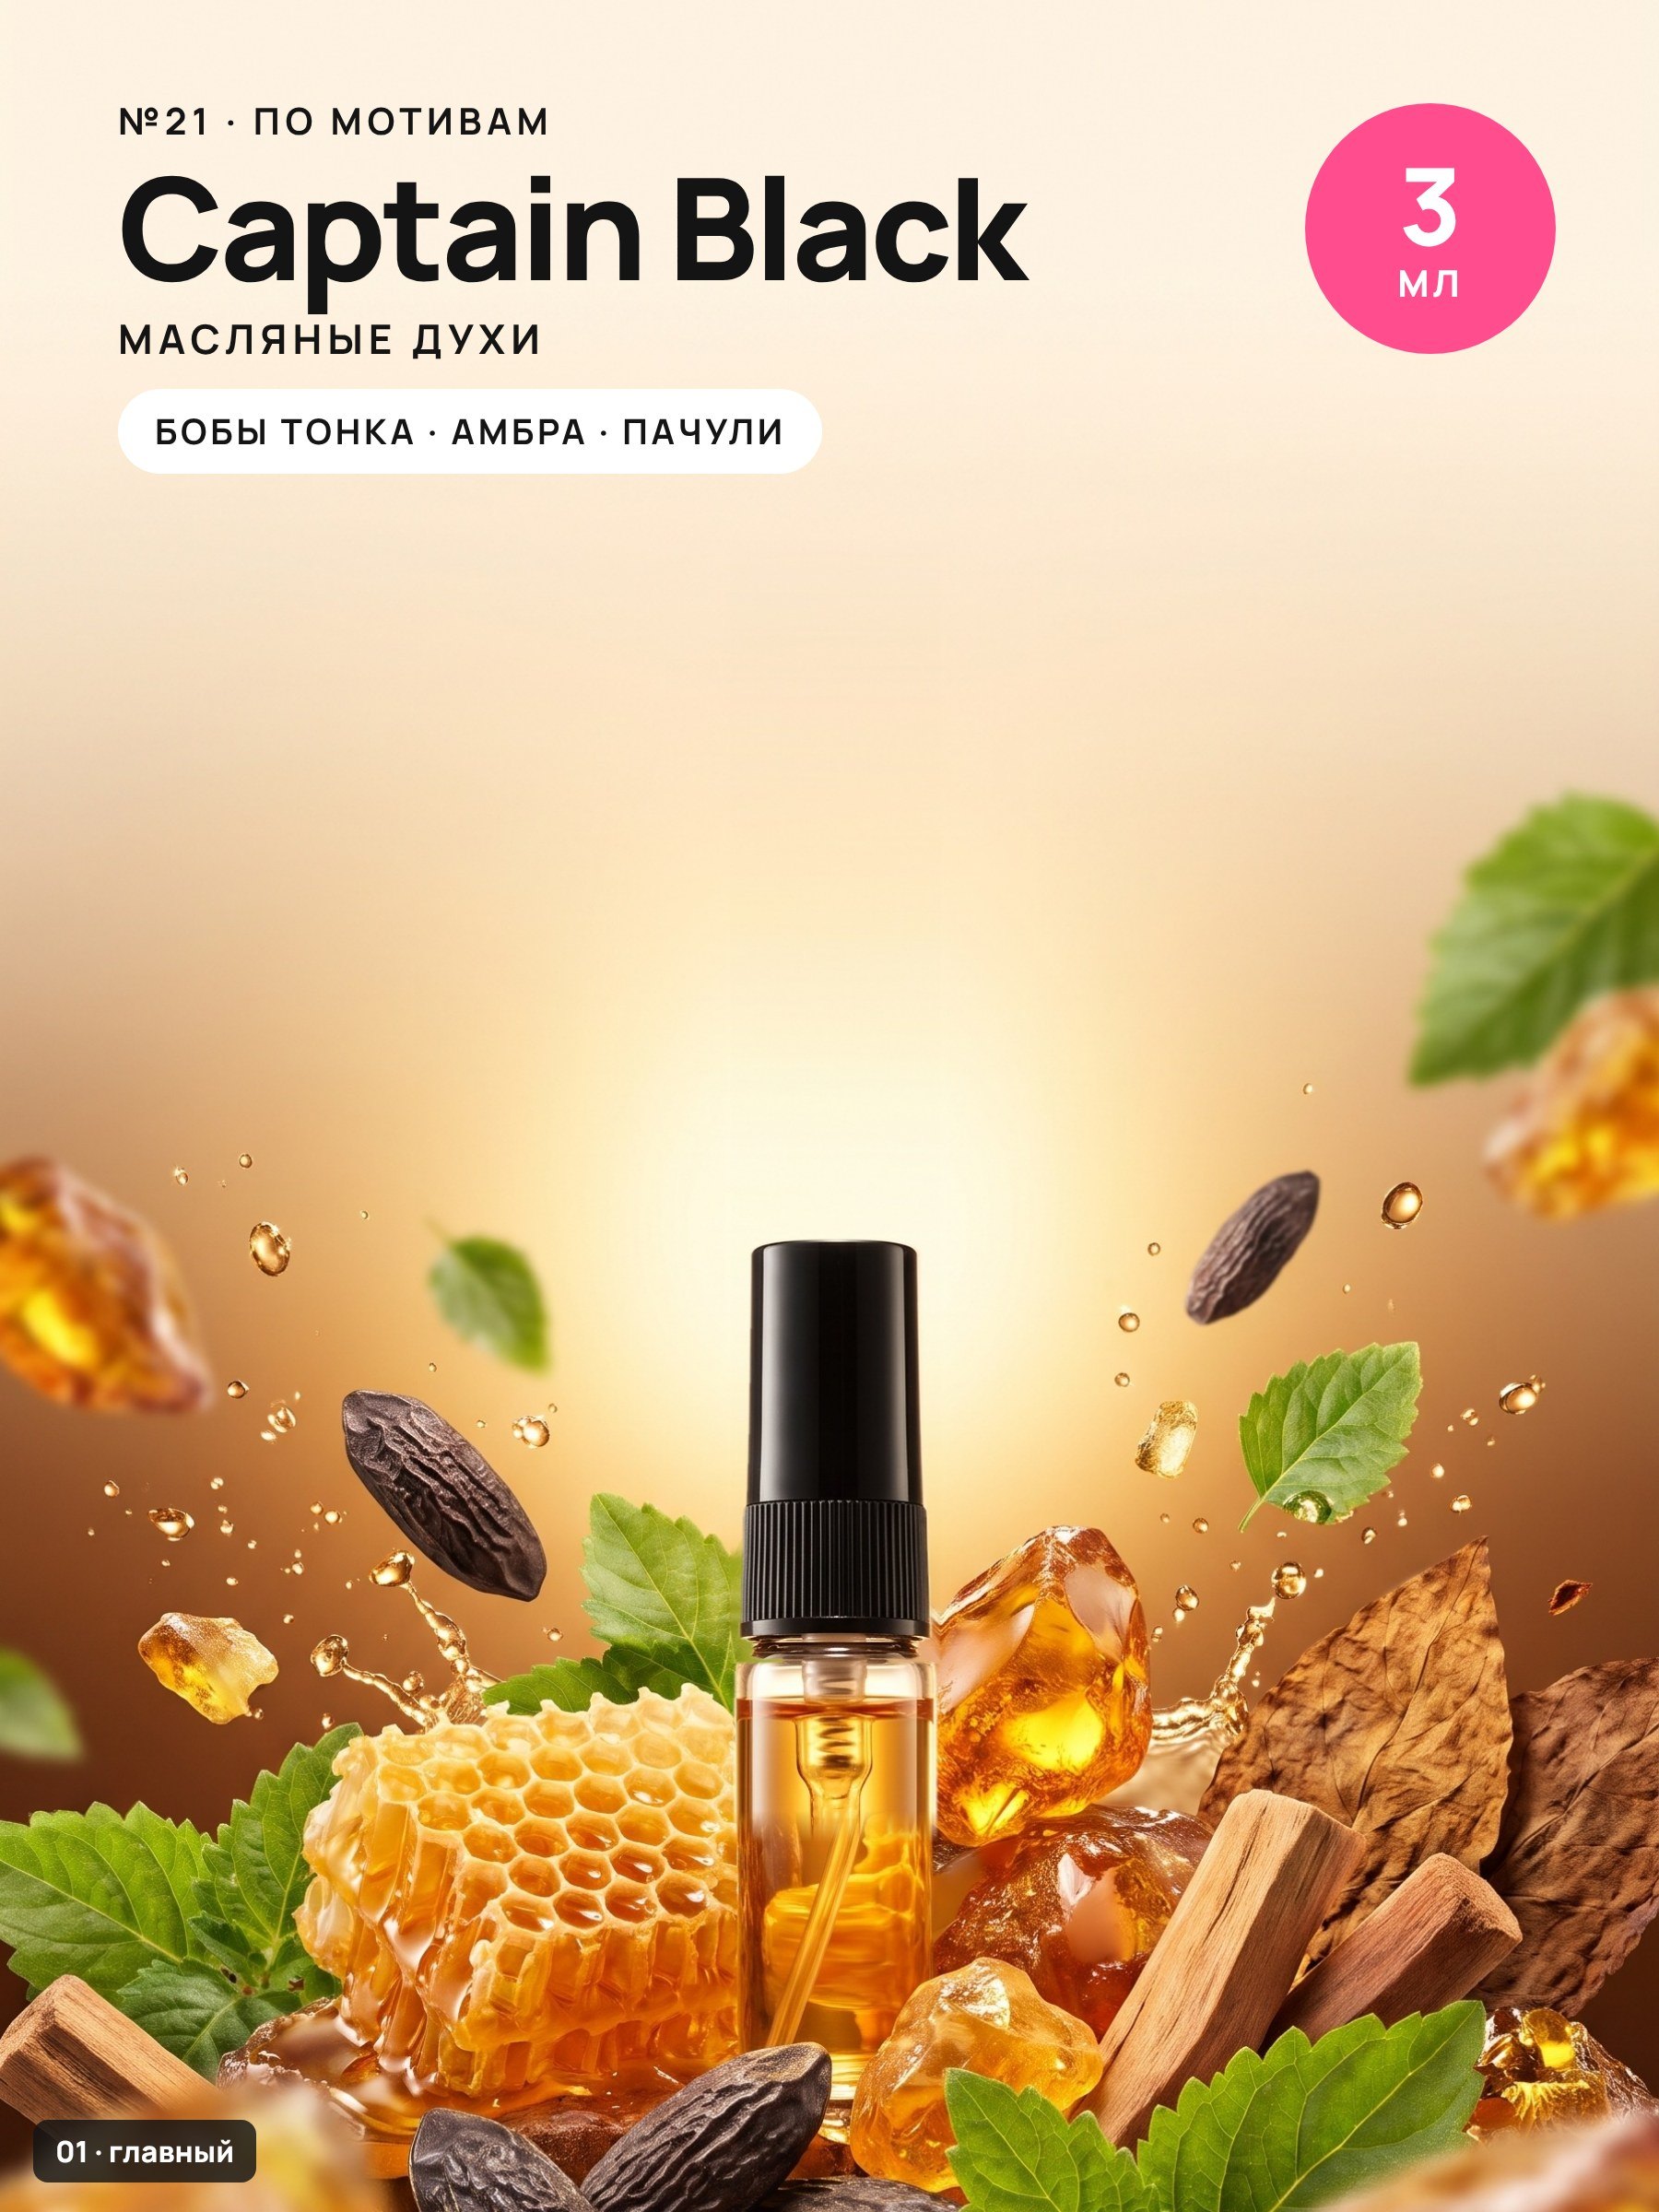 №21 · ПО МОТИВАМ
Captain Black
МАСЛЯНЫЕ ДУХИ
БОБЫ ТОНКА · АМБРА · ПАЧУЛИ
3
МЛ
01 · главный